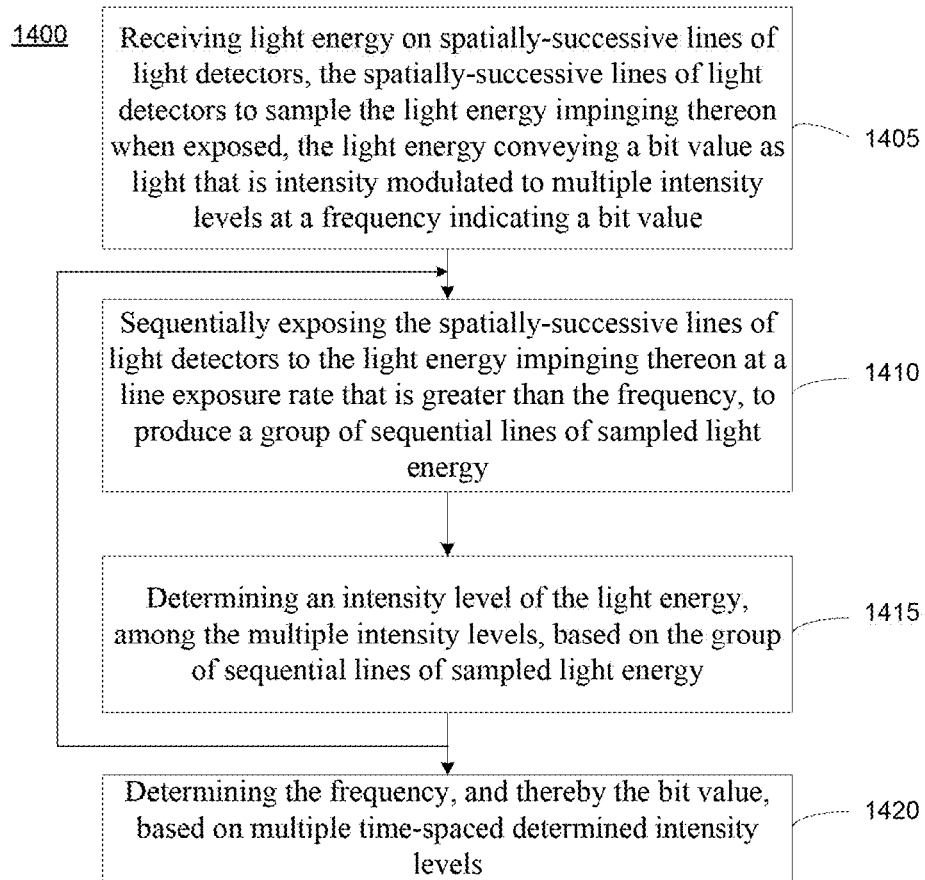 1400
Receiving light energy on spatially-successive lines of
light detectors, the spatially-successive lines of light
detectors to sample the light energy impinging thereon
when exposed, the light energy conveying a bit value as
light that is intensity modulated to multiple intensity
levels at a frequency indicating a bit value
1405
Sequentially exposing the spatially-successive lines of
light detectors to the light energy impinging thereon at a
line exposure rate that is greater than the frequency, to
produce a group of sequential lines of sampled light
energy
1410
Determining an intensity level of the light energy,
among the multiple intensity levels, based on the group
of sequential lines of sampled light energy
1415
Determining the frequency, and thereby the bit value,
based on multiple time-spaced determined intensity
levels
1420